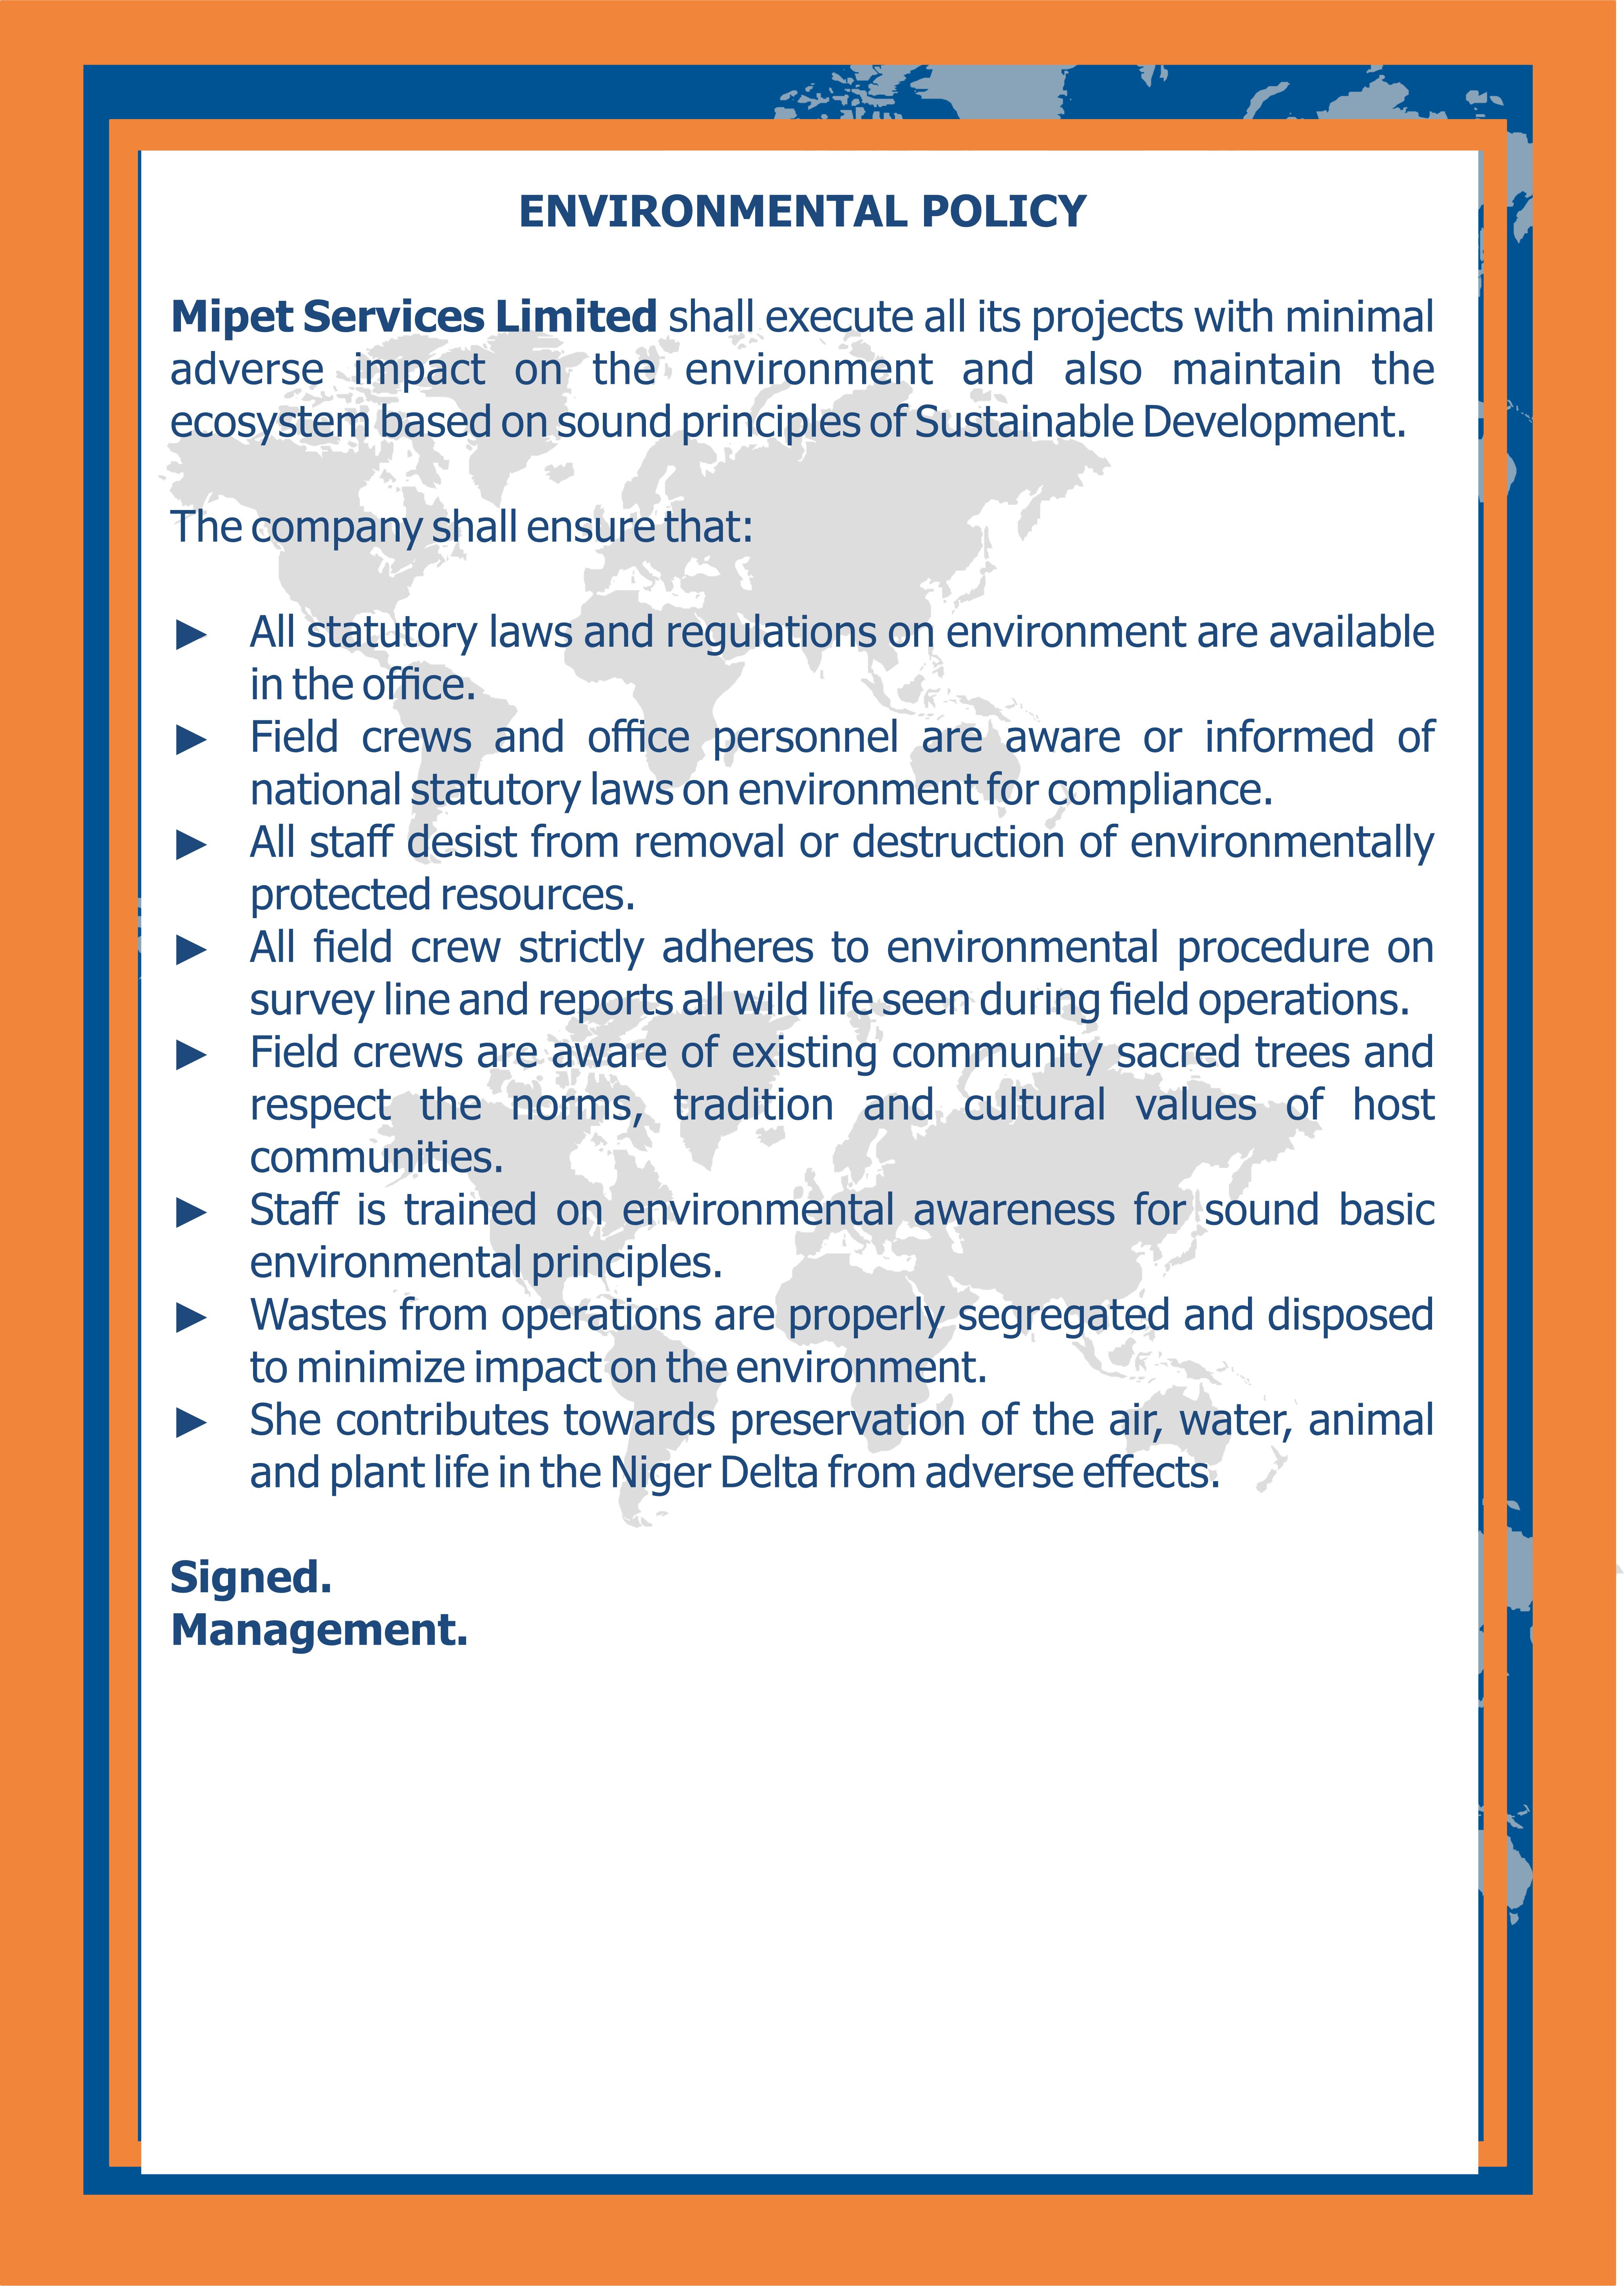 ENVIRONMENTAL POLICY
Mipet Services Limited shall execute all its projects with minimal
adverse impact on the environment and also maintain the
ecosystem based on sound principles of Sustainable Development.
The company shall ensure that:
► All statutory laws and regulations on environment are available
in the office.
► Field crews and office personnel are aware or informed of
national statutory laws on environment for compliance.
► All staff desist from removal or destruction of environmentally
protected resources.
► All field crew strictly adheres to environmental procedure on
survey line and reports all wild life seen during field operations.
► Field crews are aware of existing community sacred trees and
respect the norms, tradition and cultural values of host
communities.
► Staff is trained on environmental awareness for sound basic
environmental principles.
► Wastes from operations are properly segregated and disposed
to minimize impact on the environment.
► She contributes towards preservation of the air, water, animal
and plant life in the Niger Delta from adverse effects.
Signed.
Management.